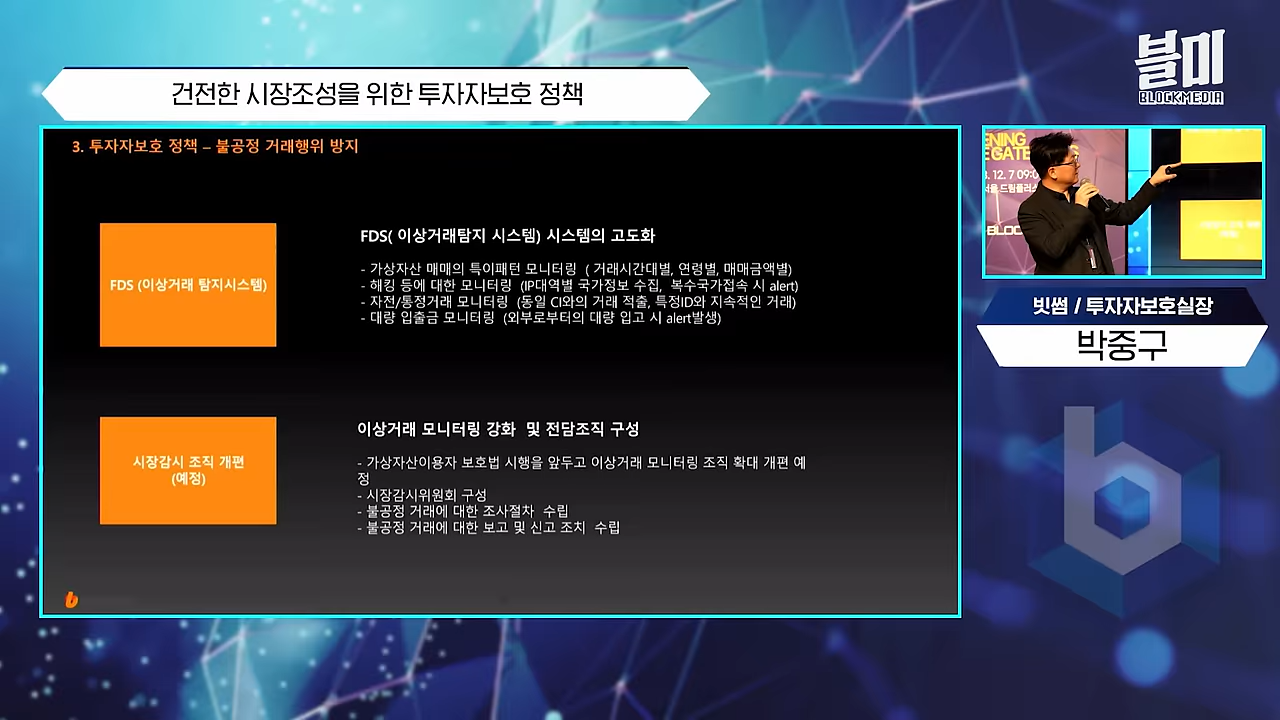 건전한 시장조성을 위한 투자자보호 정책
블미
BLOCKMEDIA
3. 투자자보호 정책 – 불공정 거래행위 방지
FDS (이상거래 탐지시스템)
FDS( 이상거래탐지 시스템) 시스템의 고도화
- 가상자산 매매의 특이패턴 모니터링 ( 거래시간대별, 연령별, 매매금액별)
- 해킹 등에 대한 모니터링 (IP대역별 국가정보 수집, 복수국가접속 시 alert)
- 자전/통정거래 모니터링 (동일 CI와의 거래 적출, 특정ID와 지속적인 거래)
- 대량 입출금 모니터링 (외부로부터의 대량 입고 시 alert발생)
시장감시 조직 개편
(예정)
이상거래 모니터링 강화 및 전담조직 구성
- 가상자산이용자 보호법 시행을 앞두고 이상거래 모니터링 조직 확대 개편 예
정
- 시장감시위원회 구성
- 불공정 거래에 대한 조사절차 수립
- 불공정 거래에 대한 보고 및 신고 조치 수립
12. 7 09:0
드림플러스
빗썸 / 투자자보호실장
박중구